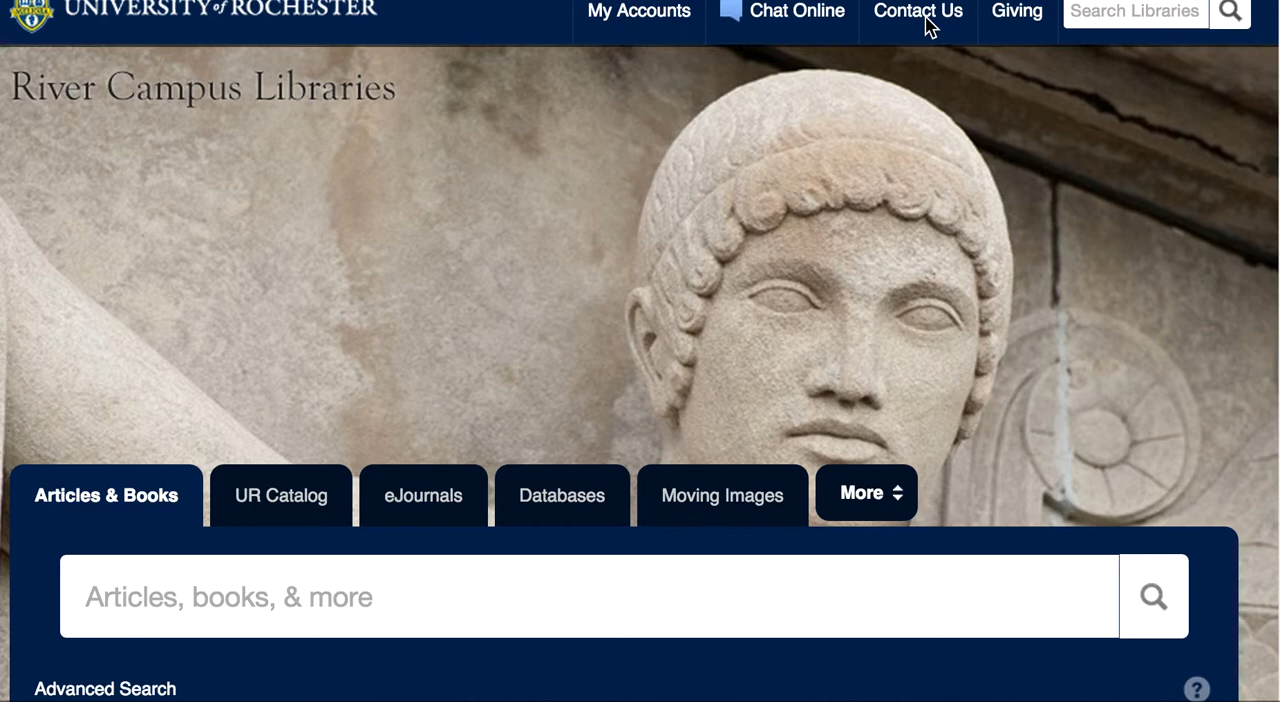 UNIVERSITY of ROCHESTER
My Accounts
Chat Online
Contact Us
Giving
Search Libraries
River Campus Libraries
Articles & Books
UR Catalog
eJournals
Databases
Moving Images
More
Articles, books, & more
Advanced Search
?